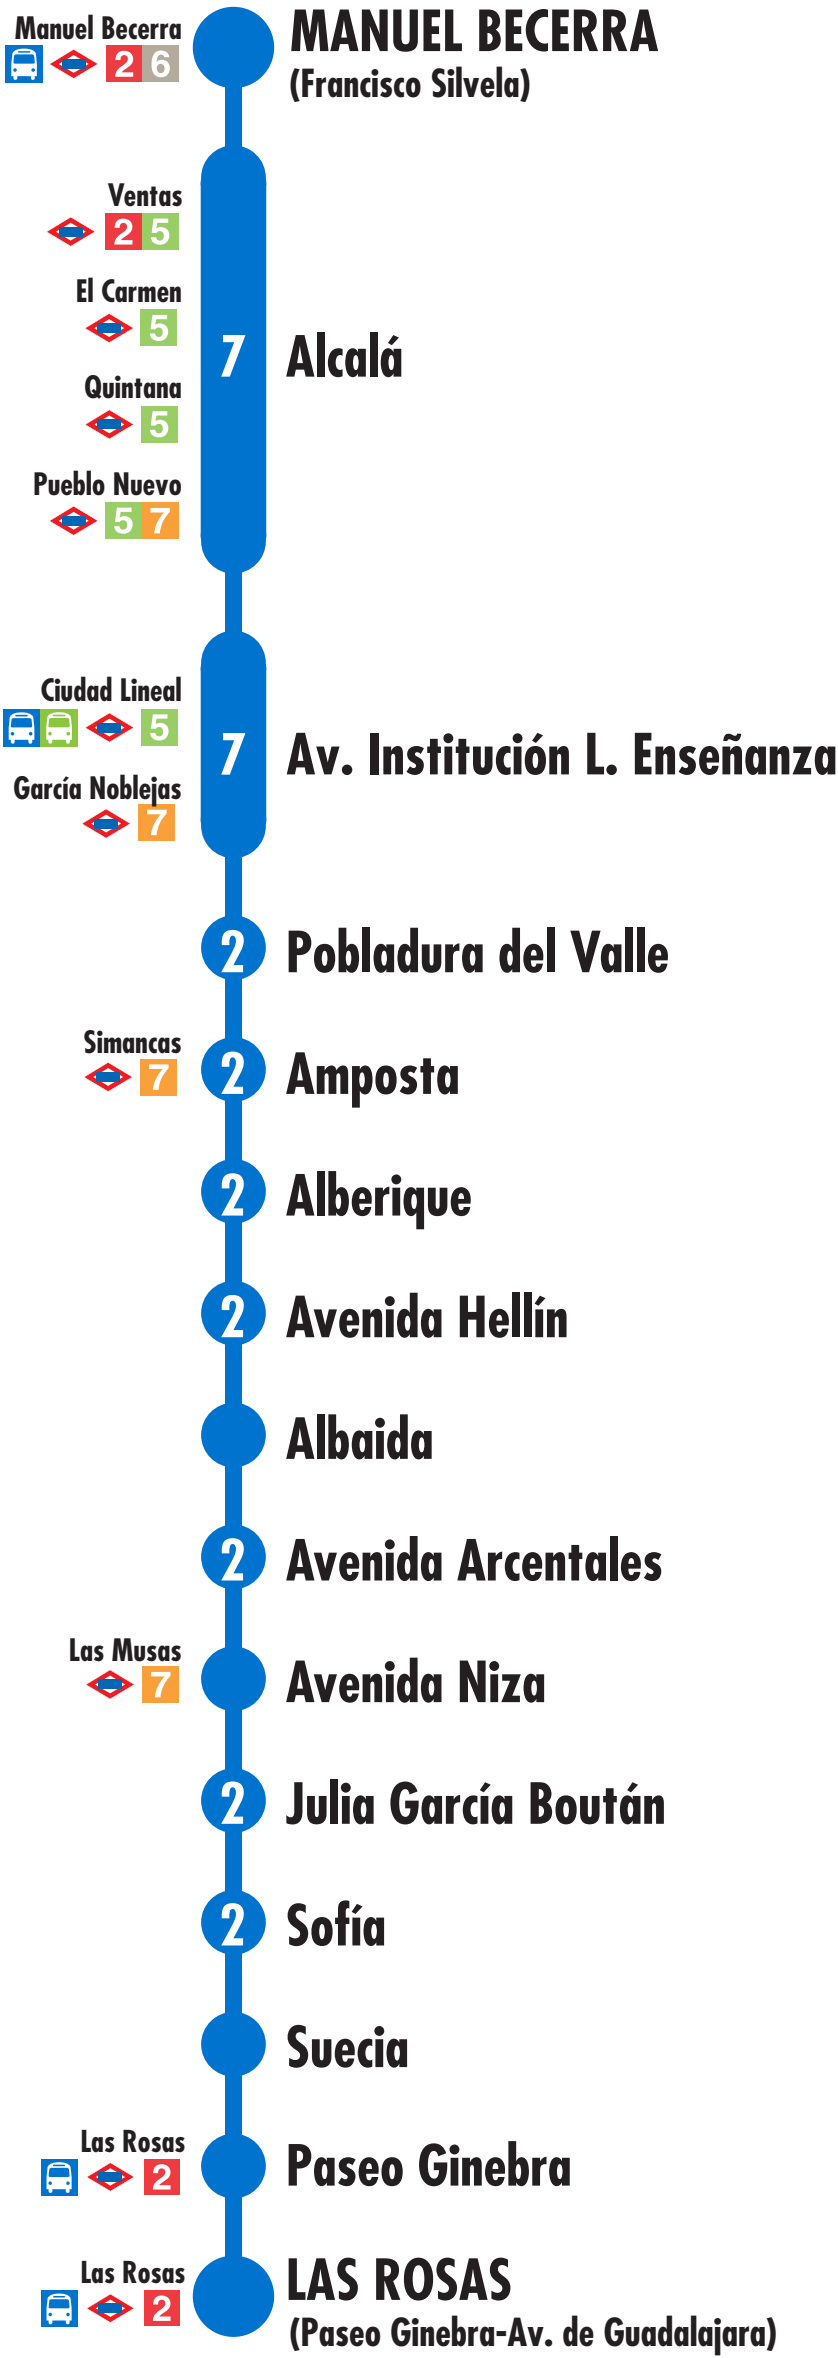 Manuel Becerra
2 6
MANUEL BECERRA
(Francisco Silvela)
Ventas
2 5
El Carmen
5
Quintana
5
Pueblo Nuevo
5 7
7
Alcalá
Ciudad Lineal
5
García Noblejas
7
7
Av. Institución L. Enseñanza
2
Pobladura del Valle
Simancas
7
2
Amposta
2
Alberique
2
Avenida Hellín
Albaida
2
Avenida Arcentales
Las Musas
7
Avenida Niza
2
Julia García Boután
2
Sofía
Suecia
Las Rosas
2
Paseo Ginebra
Las Rosas
2
LAS ROSAS
(Paseo Ginebra-Av. de Guadalajara)